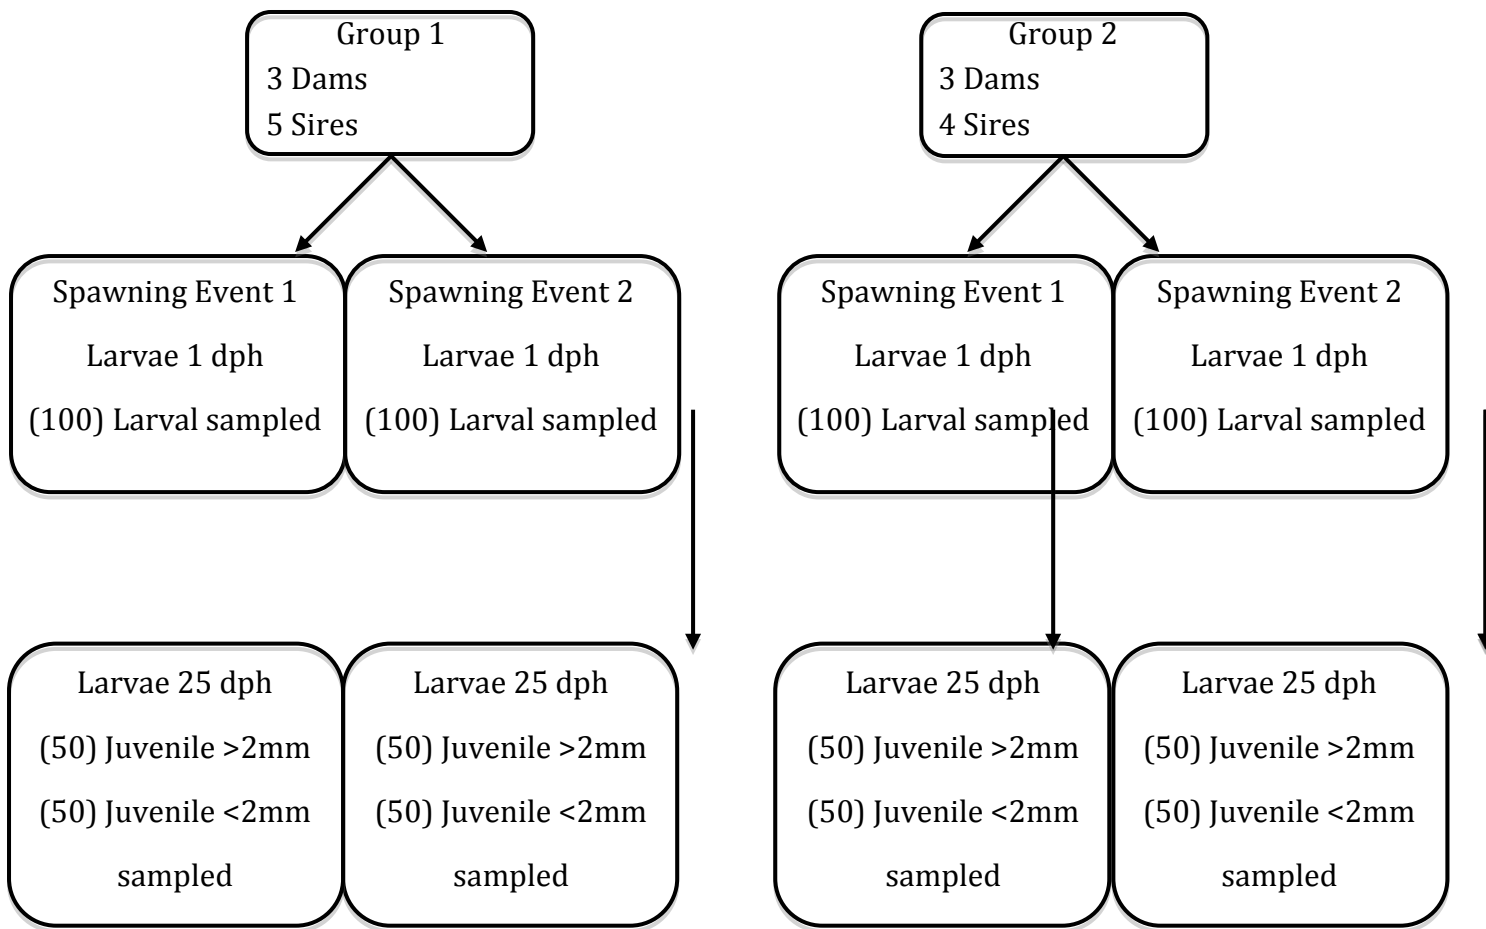 Group 1
3 Dams
5 Sires
Group 2
3 Dams
4 Sires
Spawning Event 1
Larvae 1 dph
(100) Larval sampled
Spawning Event 2
Larvae 1 dph
(100) Larval sampled
Spawning Event 1
Larvae 1 dph
(100) Larval sampled
Spawning Event 2
Larvae 1 dph
(100) Larval sampled
Larvae 25 dph
(50) Juvenile >2mm
(50) Juvenile <2mm
sampled
Larvae 25 dph
(50) Juvenile >2mm
(50) Juvenile <2mm
sampled
Larvae 25 dph
(50) Juvenile >2mm
(50) Juvenile <2mm
sampled
Larvae 25 dph
(50) Juvenile >2mm
(50) Juvenile <2mm
sampled